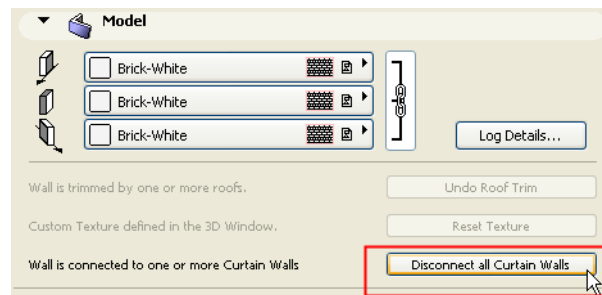 Model
Brick-White
Brick-White
Brick-White
Log Details...
Wall is trimmed by one or more roofs. Undo Roof Trim
Custom Texture defined in the 3D Window. Reset Texture
Wall is connected to one or more Curtain Walls Disconnect all Curtain Walls